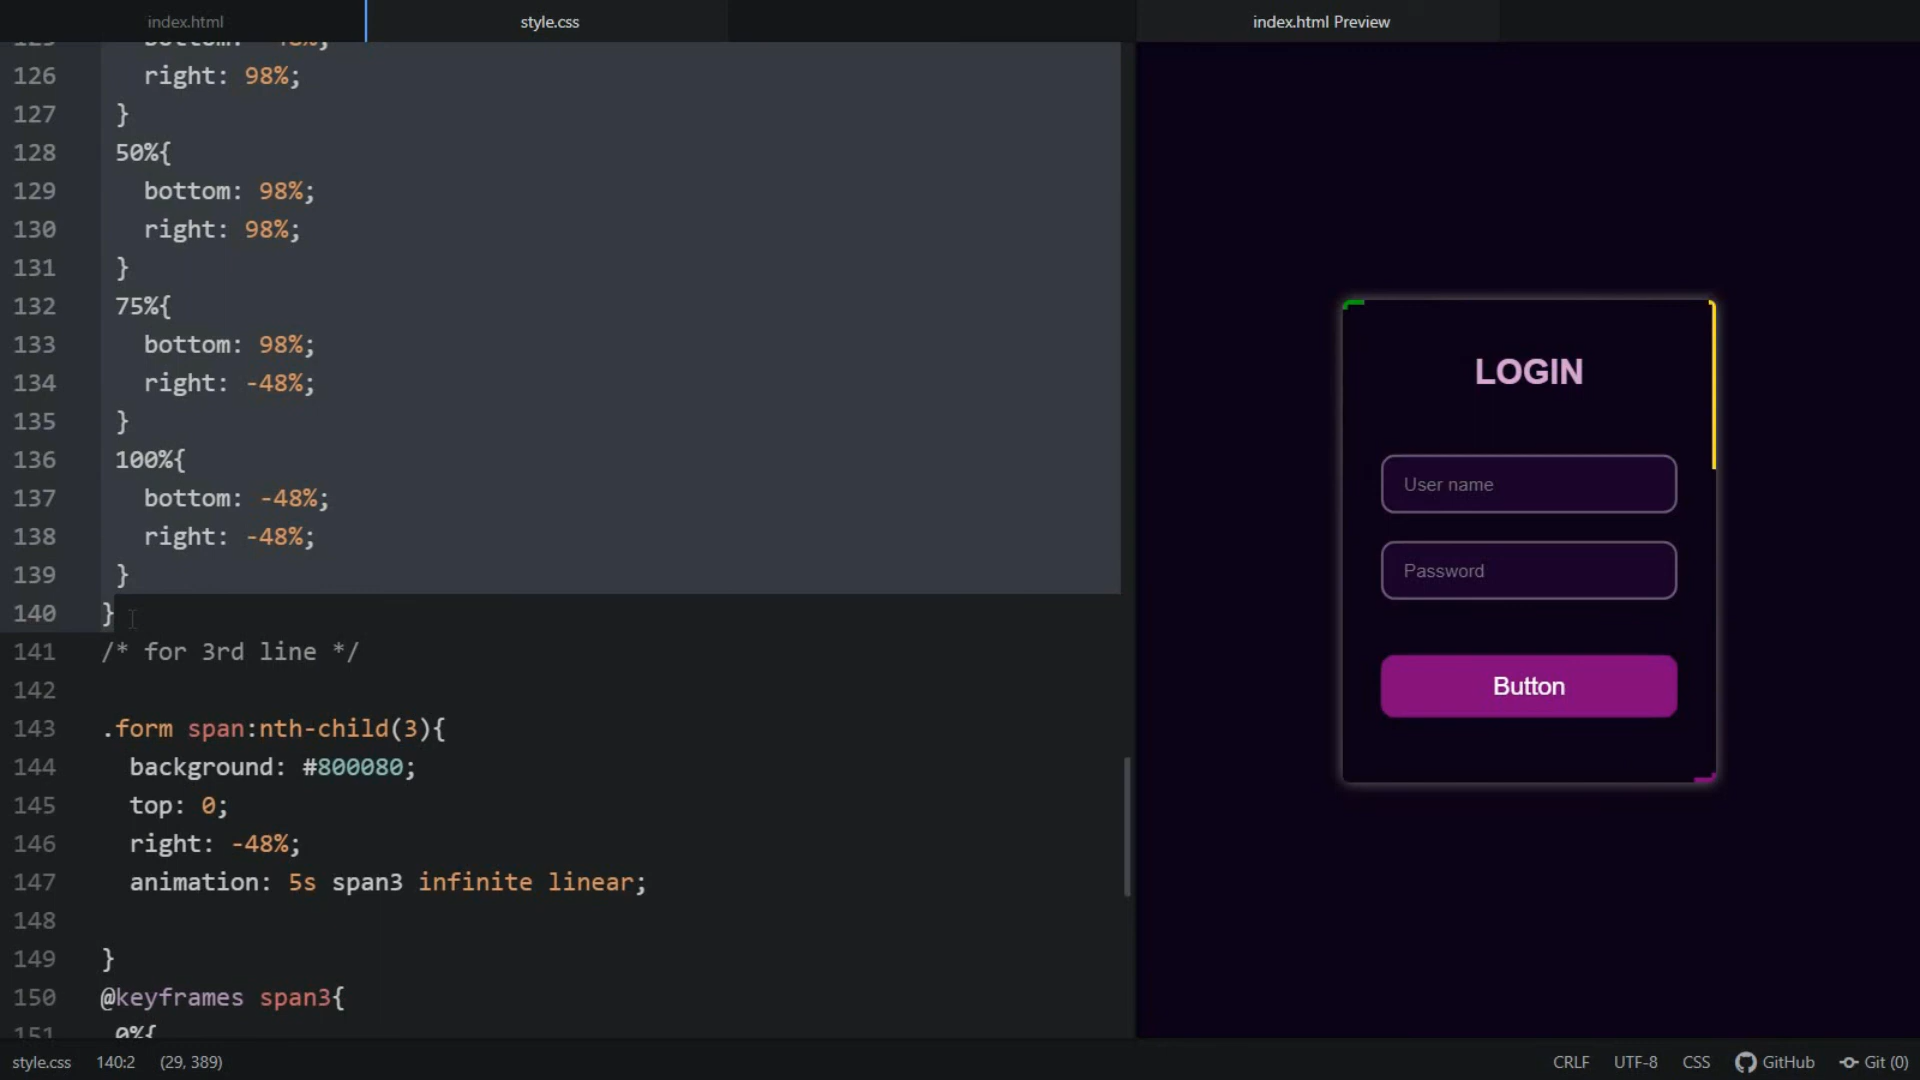 index.html
style.css
index.html Preview
126 right: 98%;
127 }
128 50%{
129 bottom: 98%;
130 right: 98%;
131 }
132 75%{
133 bottom: 98%;
134 right: -48%;
135 }
136 100%{
137 bottom: -48%;
138 right: -48%;
139 }
140 }
141 /* for 3rd line */
142
143 .form span:nth-child(3){
144 background: #800080;
145 top: 0;
146 right: -48%;
147 animation: 5s span3 infinite linear;
148
149 }
150 @keyframes span3{
151 0%{
LOGIN
User name
Password
Button
style.css 140:2 (29, 389)
CRLF UTF-8 CSS GitHub Git (0)